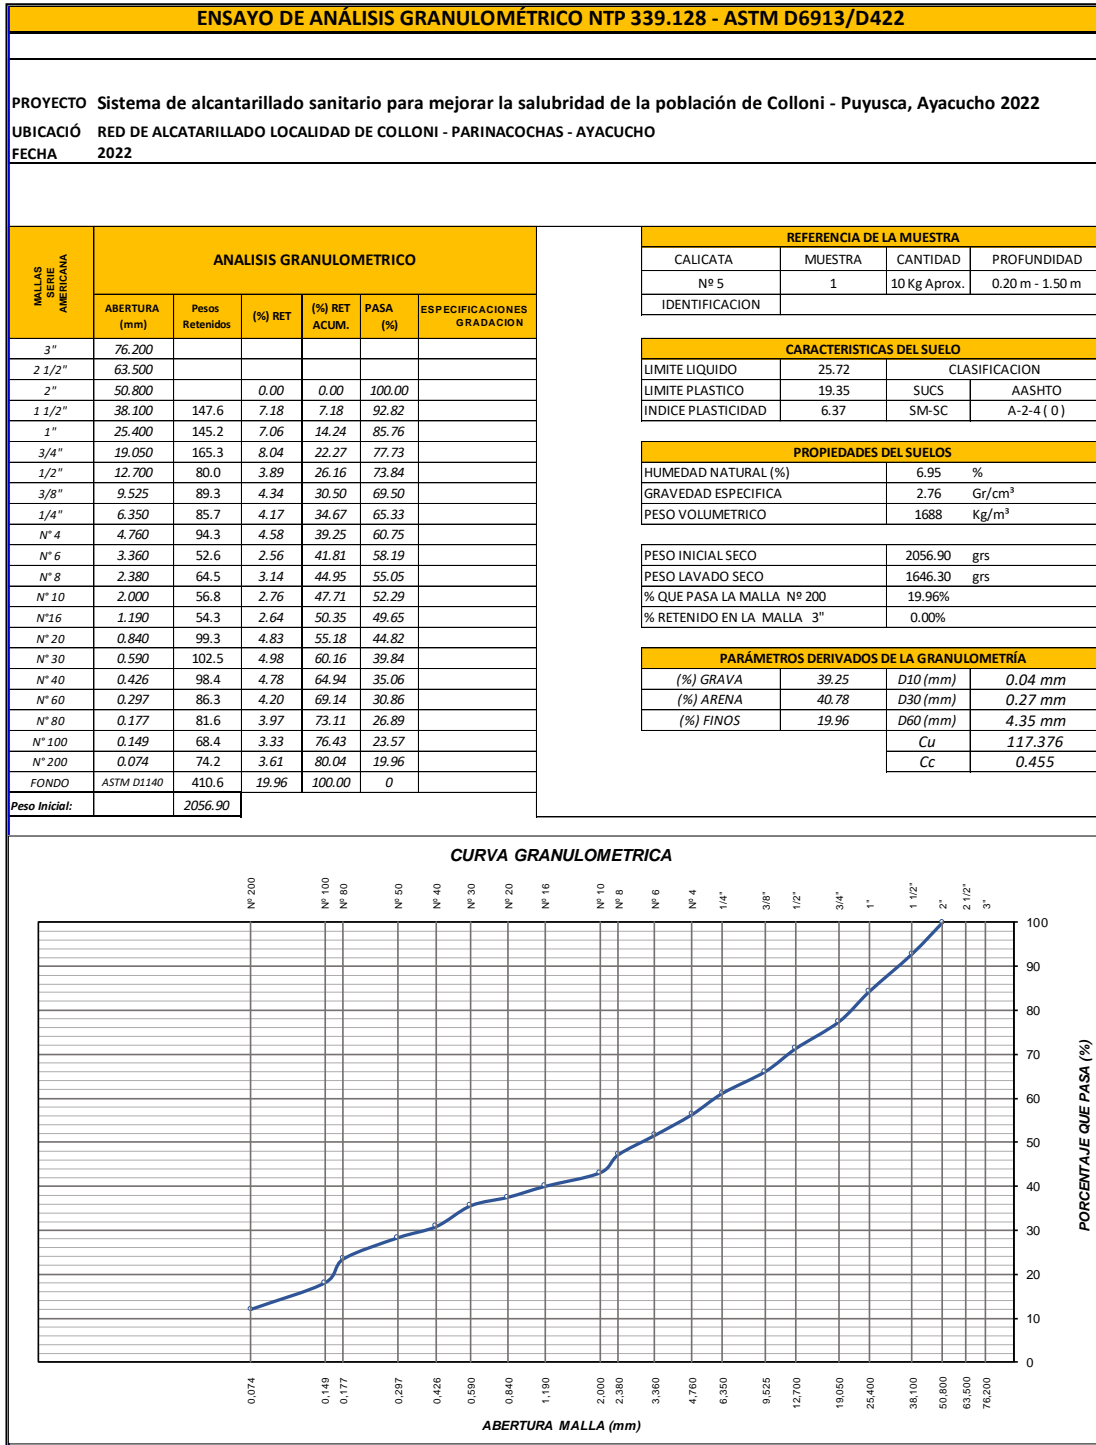 ENSAYO DE ANÁLISIS GRANULOMÉTRICO NTP 339.128 - ASTM D6913/D422
PROYECTO Sistema de alcantarillado sanitario para mejorar la salubridad de la población de Colloni - Puyusca, Ayacucho 2022
UBICACIÓ RED DE ALCATARILLADO LOCALIDAD DE COLLONI - PARINACOCHAS - AYACUCHO
FECHA 2022
MALLAS SERIE AMERICANA
ANALISIS GRANULOMETRICO
ABERTURA (mm) Pesos Retenidos (%) RET (%) RET ACUM. PASA (%) ESPECIFICACIONES GRADACION
3" 76.200
2 1/2" 63.500
2" 50.800 0.00 0.00 100.00
1 1/2" 38.100 147.6 7.18 7.18 92.82
1" 25.400 145.2 7.06 14.24 85.76
3/4" 19.050 165.3 8.04 22.27 77.73
1/2" 12.700 80.0 3.89 26.16 73.84
3/8" 9.525 89.3 4.34 30.50 69.50
1/4" 6.350 85.7 4.17 34.67 65.33
N° 4 4.760 94.3 4.58 39.25 60.75
N° 6 3.360 52.6 2.56 41.81 58.19
N° 8 2.380 64.5 3.14 44.95 55.05
N° 10 2.000 56.8 2.76 47.71 52.29
N°16 1.190 54.3 2.64 50.35 49.65
N° 20 0.840 99.3 4.83 55.18 44.82
N° 30 0.590 102.5 4.98 60.16 39.84
N° 40 0.426 98.4 4.78 64.94 35.06
N° 60 0.297 86.3 4.20 69.14 30.86
N° 80 0.177 81.6 3.97 73.11 26.89
N° 100 0.149 68.4 3.33 76.43 23.57
N° 200 0.074 74.2 3.61 80.04 19.96
FONDO ASTM D1140 410.6 19.96 100.00 0
Peso Inicial: 2056.90
REFERENCIA DE LA MUESTRA
CALICATA MUESTRA CANTIDAD PROFUNDIDAD
Nº 5 1 10 Kg Aprox. 0.20 m - 1.50 m
IDENTIFICACION
CARACTERISTICAS DEL SUELO
LIMITE LIQUIDO 25.72 CLASIFICACION
LIMITE PLASTICO 19.35 SUCS AASHTO
INDICE PLASTICIDAD 6.37 SM-SC A-2-4 ( 0 )
PROPIEDADES DEL SUELOS
HUMEDAD NATURAL (%) 6.95 %
GRAVEDAD ESPECIFICA 2.76 Gr/cm³
PESO VOLUMETRICO 1688 Kg/m³
PESO INICIAL SECO 2056.90 grs
PESO LAVADO SECO 1646.30 grs
% QUE PASA LA MALLA Nº 200 19.96%
% RETENIDO EN LA MALLA 3" 0.00%
PARÁMETROS DERIVADOS DE LA GRANULOMETRÍA
(%) GRAVA 39.25 D10 (mm) 0.04 mm
(%) ARENA 40.78 D30 (mm) 0.27 mm
(%) FINOS 19.96 D60 (mm) 4.35 mm
Cu 117.376
Cc 0.455
CURVA GRANULOMETRICA
Nº 200 Nº 100 Nº 80 Nº 50 Nº 40 Nº 30 Nº 20 Nº 16 Nº 10 Nº 8 Nº 6 Nº 4 1/4" 3/8" 1/2" 3/4" 1" 1 1/2" 2" 2 1/2" 3"
100
90
80
70
60
50
40
30
20
10
0
PORCENTAJE QUE PASA (%)
0,074 0,149 0,177 0,297 0,426 0,590 0,840 1,190 2,000 2,380 3,360 4,760 6,350 9,525 12,700 19,050 25,400 38,100 50,800 63,500 76,200
ABERTURA MALLA (mm)